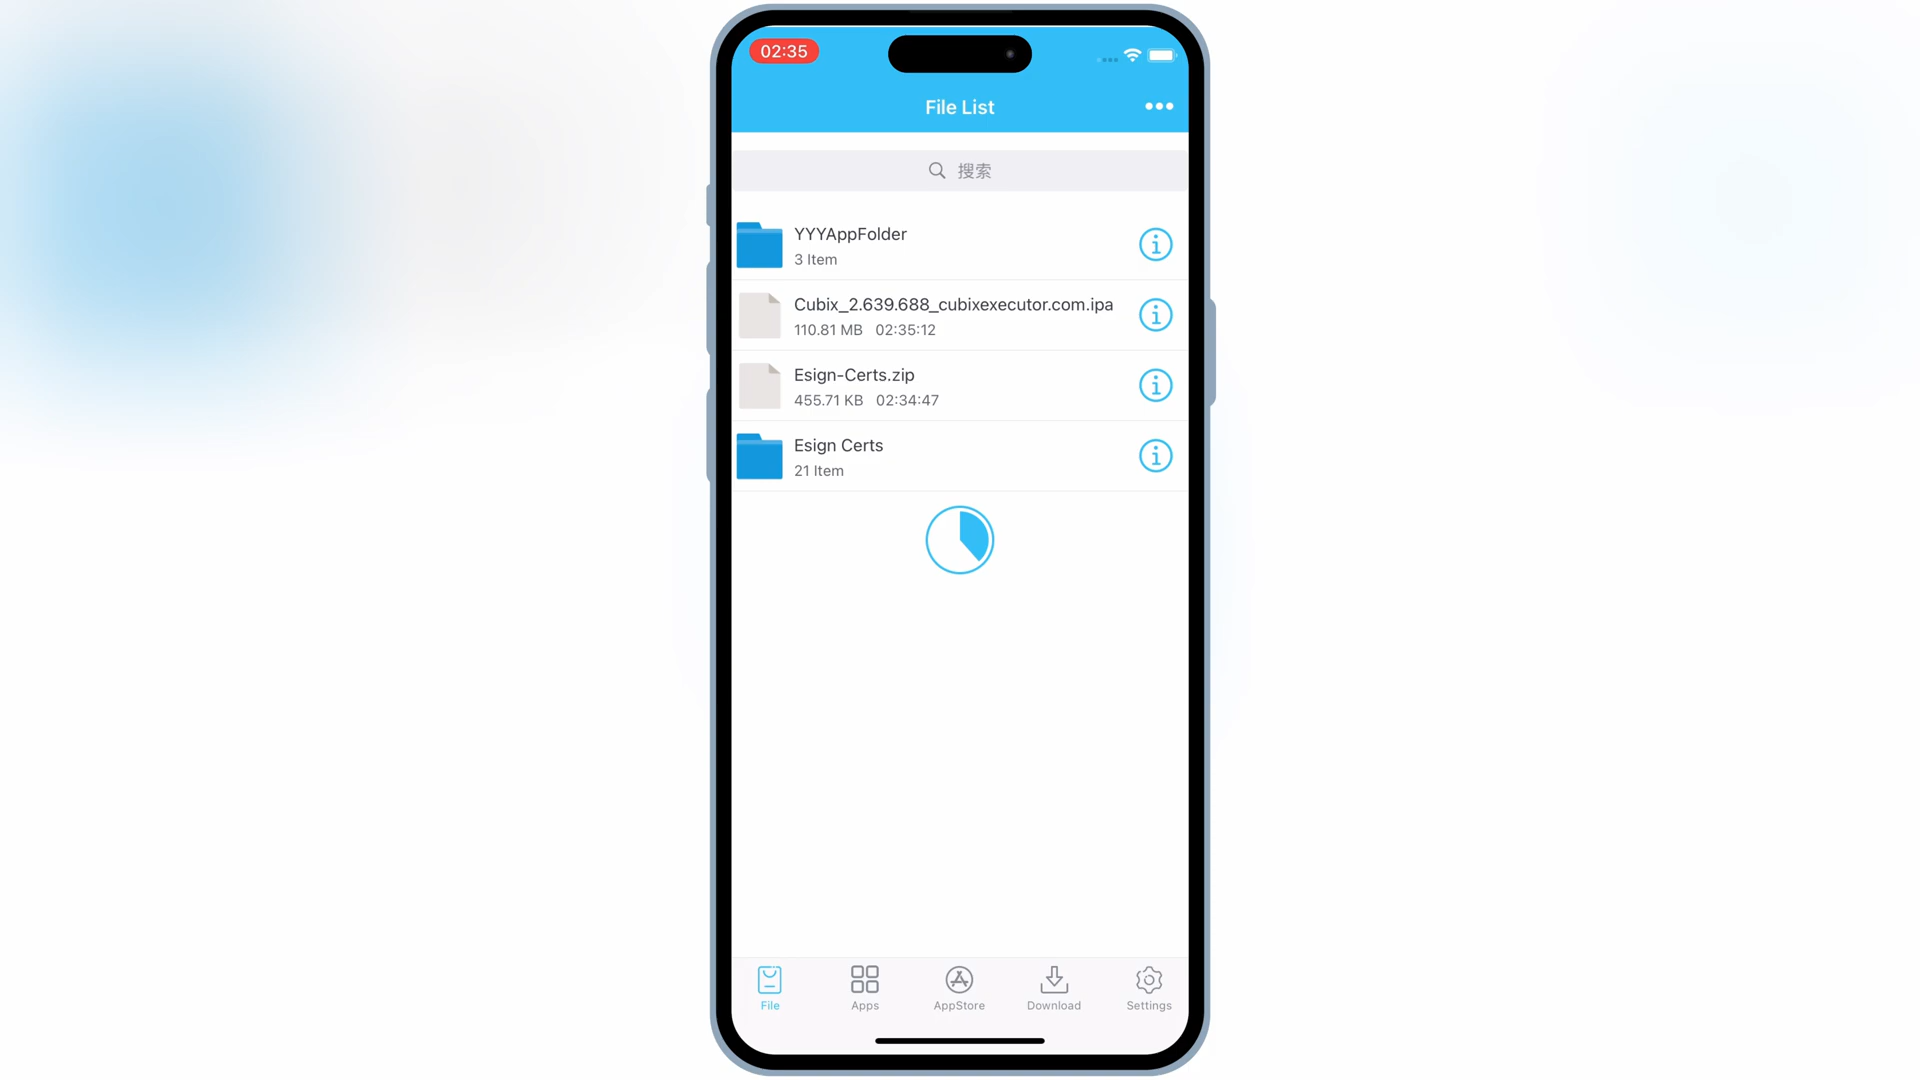 02:35
File List
搜索
YYYAppFolder
3 Item
Cubix_2.639.688_cubixexecutor.com.ipa
110.81 MB 02:35:12
Esign-Certs.zip
455.71 KB 02:34:47
Esign Certs
21 Item
File Apps AppStore Download Settings